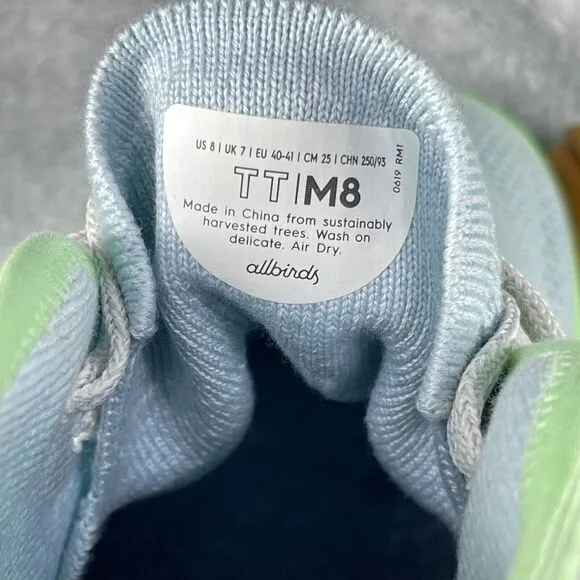 US 8 | UK 7 | EU 40-41 | CM 25 | CHN 250/93
TT|M8
Made in China from sustainably
harvested trees. Wash on
delicate. Air Dry.
allbirds
0619 RM1